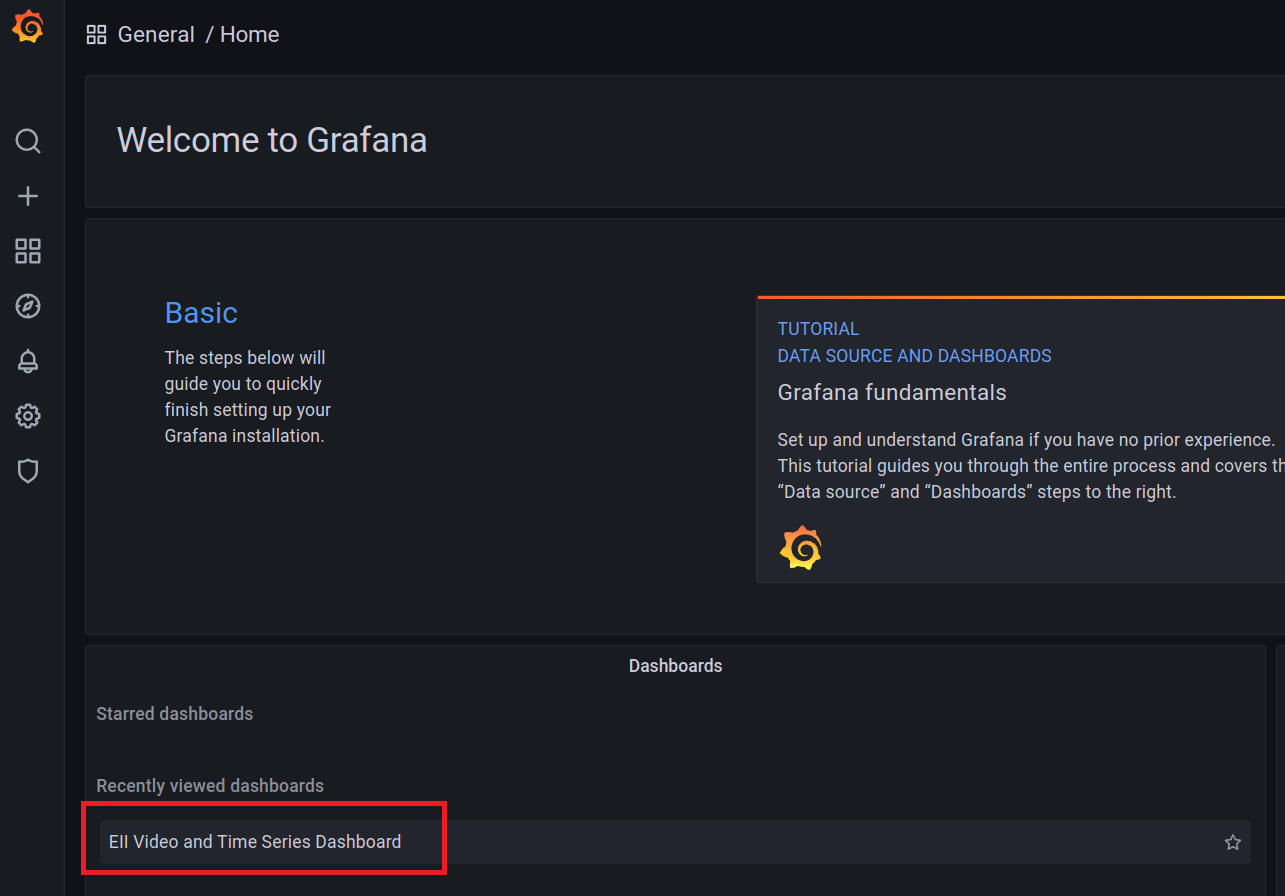 General / Home
Welcome to Grafana
Basic
The steps below will
guide you to quickly
finish setting up your
Grafana installation.
TUTORIAL
DATA SOURCE AND DASHBOARDS
Grafana fundamentals
Set up and understand Grafana if you have no prior experience.
This tutorial guides you through the entire process and covers th
“Data source” and “Dashboards” steps to the right.
Dashboards
Starred dashboards
Recently viewed dashboards
EII Video and Time Series Dashboard